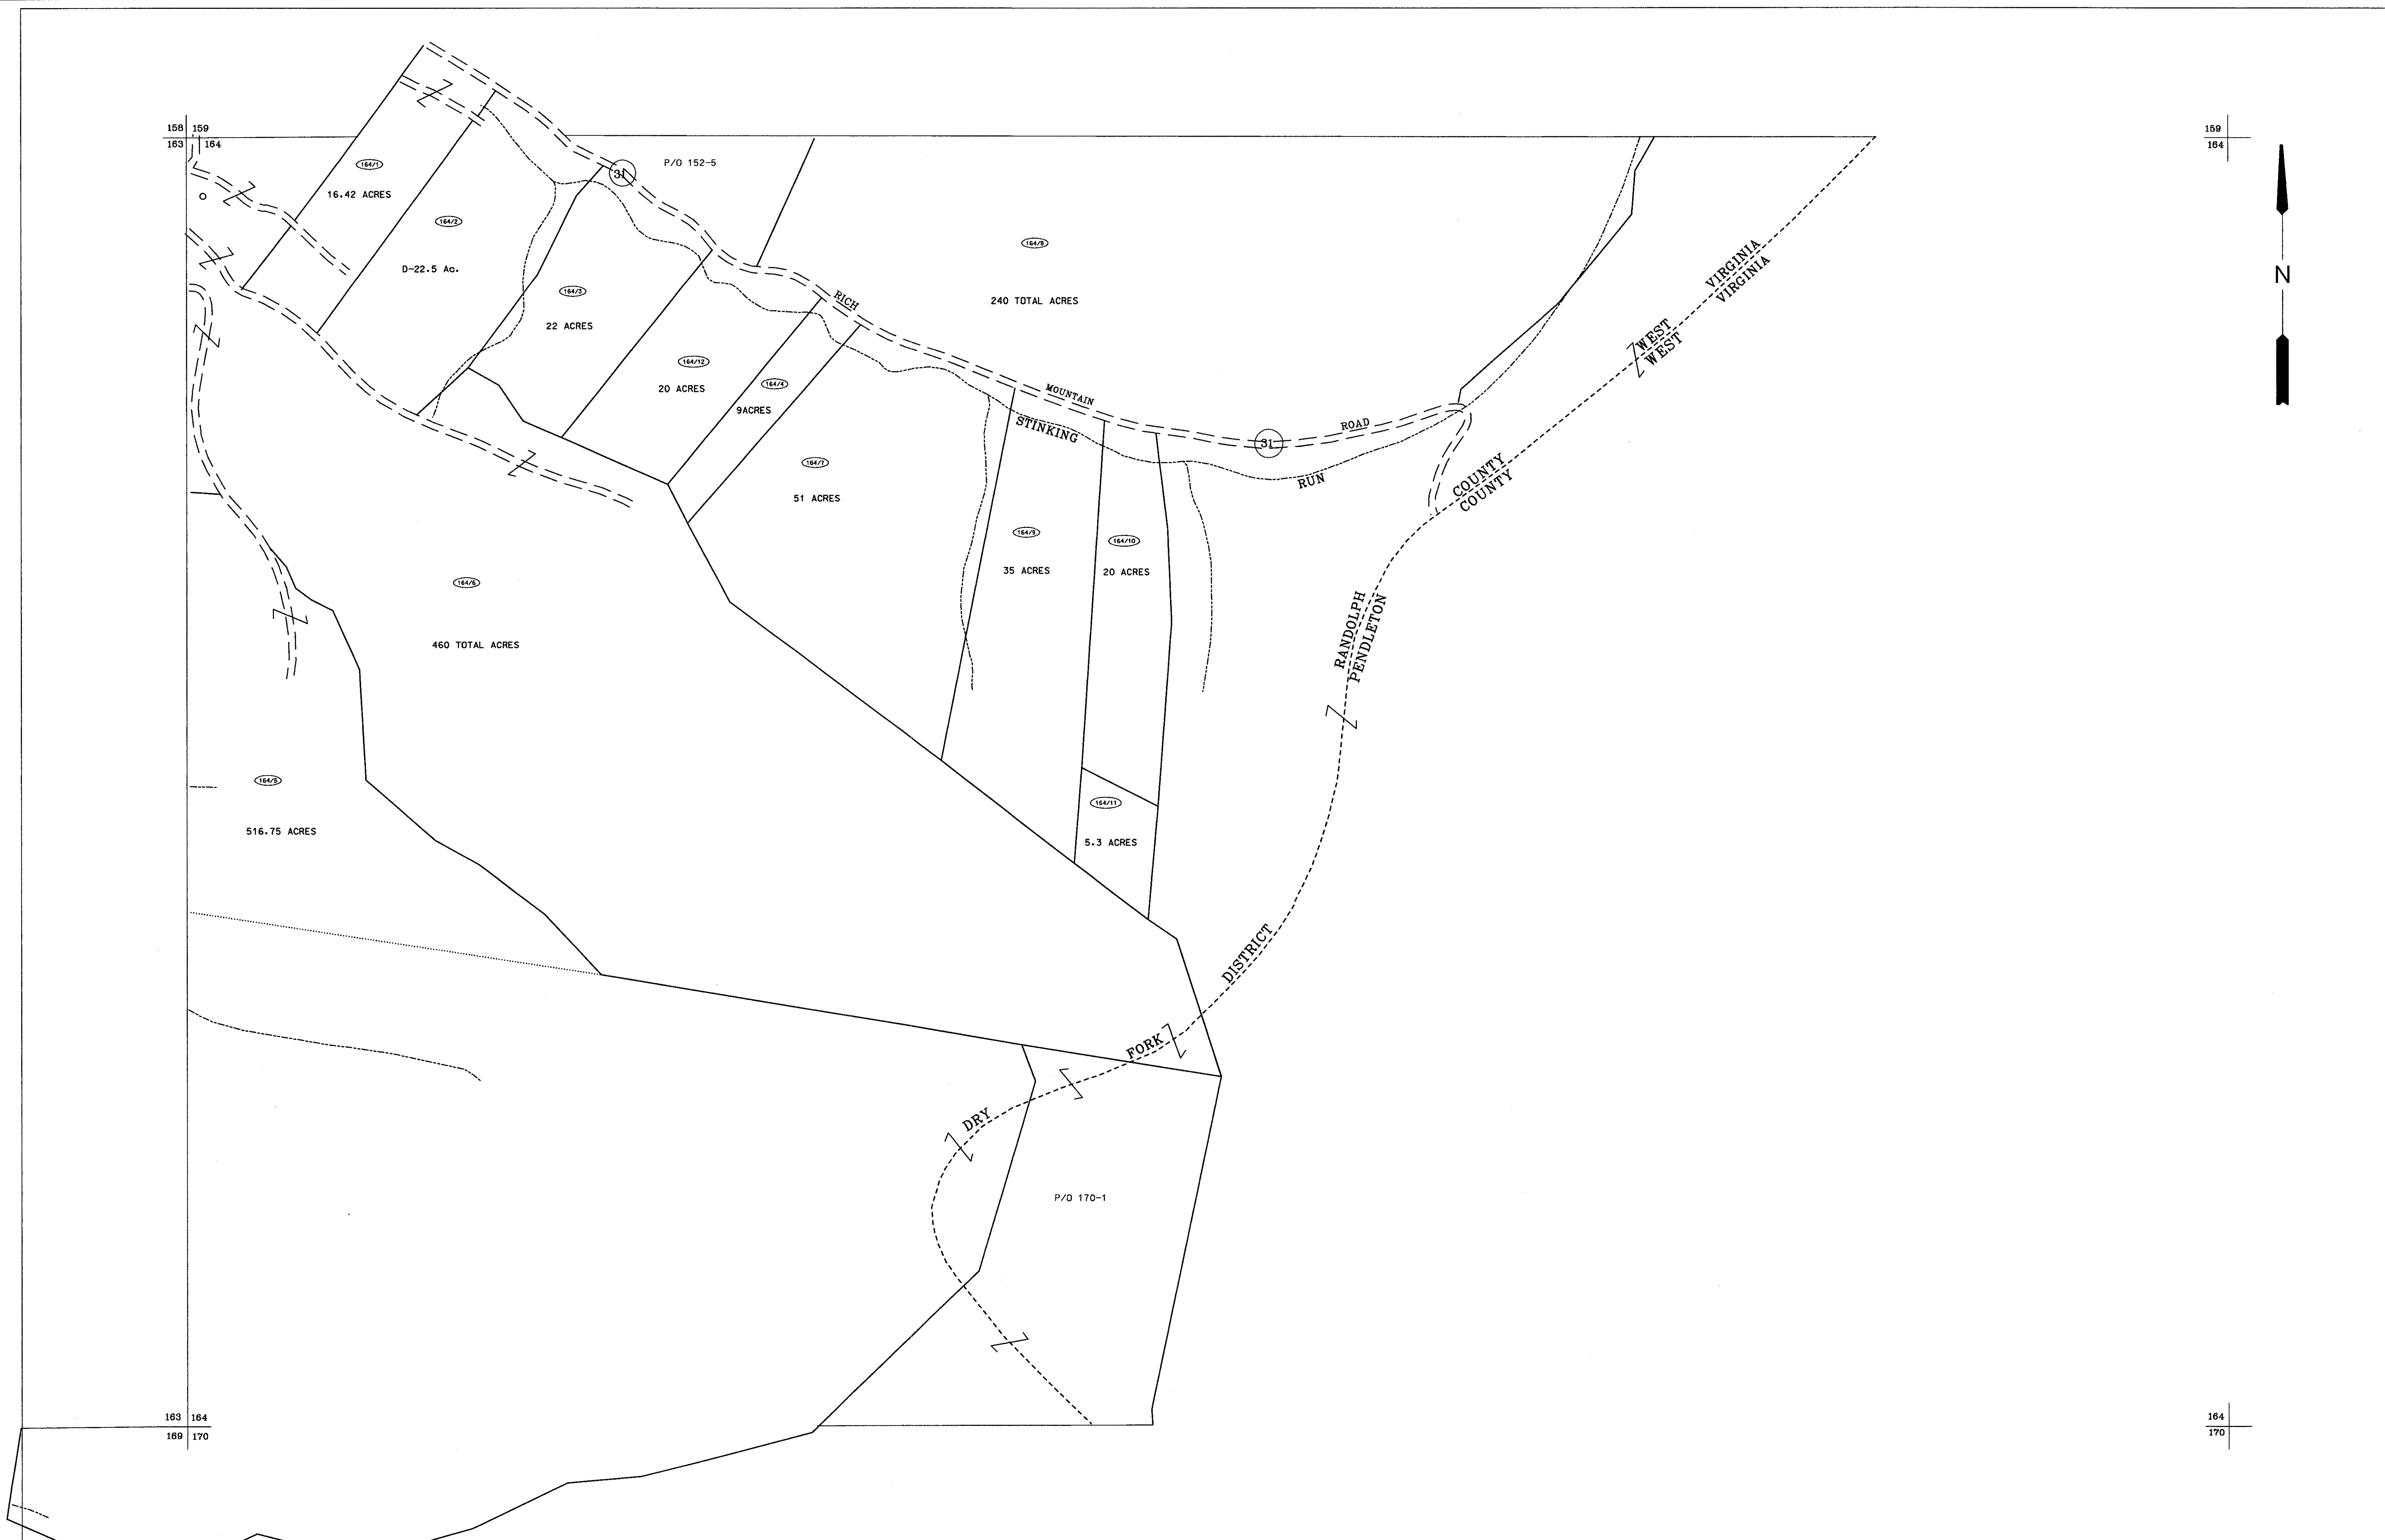 158 159
163 164
159
164
164/1
16.42 ACRES
31
P/O 152-5
164/2
D-22.5 Ac.
164/8
240 TOTAL ACRES
N
164/3
22 ACRES
RICH
MOUNTAIN
ROAD
31
164/12
20 ACRES
164/4
9ACRES
STINKING
RUN
164/7
51 ACRES
WEST VIRGINIA
WEST VIRGINIA
COUNTY
COUNTY
RANDOLPH
PENDLETON
164/9
35 ACRES
164/10
20 ACRES
164/6
460 TOTAL ACRES
164/5
516.75 ACRES
164/11
5.3 ACRES
DRY
FORK
DISTRICT
P/O 170-1
163 164
169 170
164
170